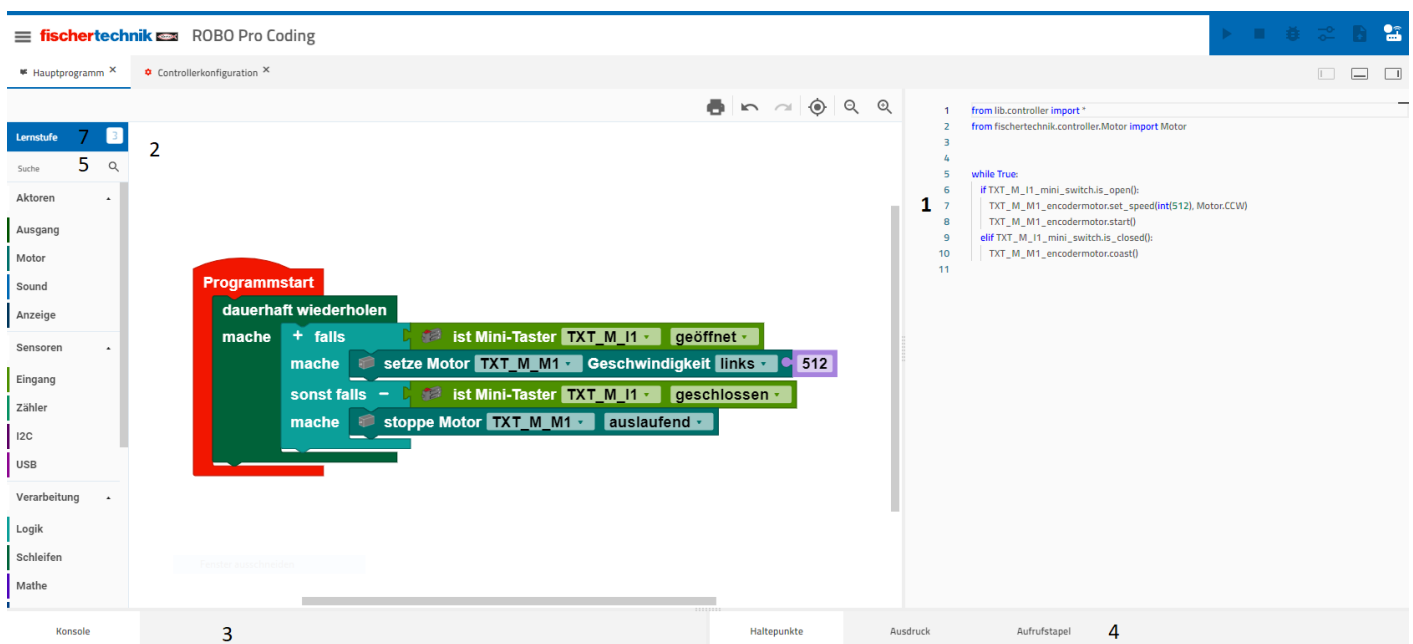 fischertechnik ROBO Pro Coding
Hauptprogramm × Controllerkonfiguration ×
Lernstufe 7 3
Suche 5
Aktoren
Ausgang
Motor
Sound
Anzeige
Sensoren
Eingang
Zähler
I2C
USB
Verarbeitung
Logik
Schleifen
Mathe
2
Programmstart
dauerhaft wiederholen
mache + falls ist Mini-Taster TXT_M_I1 geöffnet
mache setze Motor TXT_M_M1 Geschwindigkeit links 512
sonst falls − ist Mini-Taster TXT_M_I1 geschlossen
mache stoppe Motor TXT_M_M1 auslaufend
1
1 from lib.controller import *
2 from fischertechnik.controller.Motor import Motor
3
4
5 while True:
6 if TXT_M_I1_mini_switch.is_open():
7 TXT_M_M1_encodermotor.set_speed(int(512), Motor.CCW)
8 TXT_M_M1_encodermotor.start()
9 elif TXT_M_I1_mini_switch.is_closed():
10 TXT_M_M1_encodermotor.coast()
11
Konsole 3 Haltepunkte Ausdruck Aufrufstapel 4